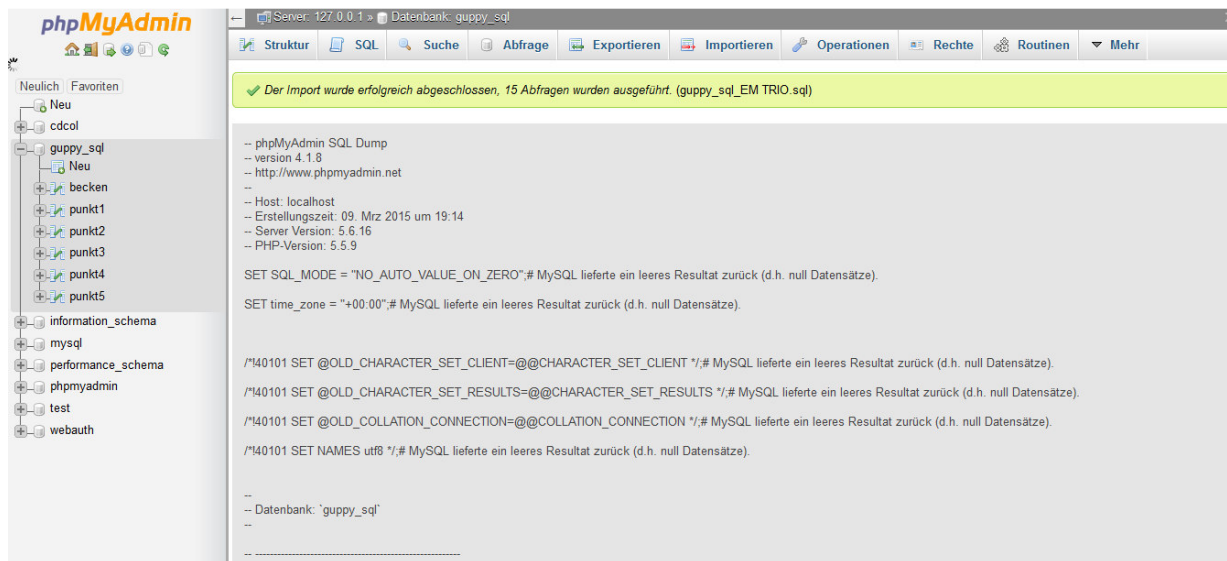 phpMyAdmin
Neulich Favoriten
Neu
cdcol
guppy_sql
Neu
becken
punkt1
punkt2
punkt3
punkt4
punkt5
information_schema
mysql
performance_schema
phpmyadmin
test
webauth
← Server: 127.0.0.1 » Datenbank: guppy_sql
Struktur SQL Suche Abfrage Exportieren Importieren Operationen Rechte Routinen Mehr
Der Import wurde erfolgreich abgeschlossen, 15 Abfragen wurden ausgeführt. (guppy_sql_EM TRIO.sql)
-- phpMyAdmin SQL Dump
-- version 4.1.8
-- http://www.phpmyadmin.net
--
-- Host: localhost
-- Erstellungszeit: 09. Mrz 2015 um 19:14
-- Server Version: 5.6.16
-- PHP-Version: 5.5.9
SET SQL_MODE = "NO_AUTO_VALUE_ON_ZERO";# MySQL lieferte ein leeres Resultat zurück (d.h. null Datensätze).
SET time_zone = "+00:00";# MySQL lieferte ein leeres Resultat zurück (d.h. null Datensätze).
/*!40101 SET @OLD_CHARACTER_SET_CLIENT=@@CHARACTER_SET_CLIENT */;# MySQL lieferte ein leeres Resultat zurück (d.h. null Datensätze).
/*!40101 SET @OLD_CHARACTER_SET_RESULTS=@@CHARACTER_SET_RESULTS */;# MySQL lieferte ein leeres Resultat zurück (d.h. null Datensätze).
/*!40101 SET @OLD_COLLATION_CONNECTION=@@COLLATION_CONNECTION */;# MySQL lieferte ein leeres Resultat zurück (d.h. null Datensätze).
/*!40101 SET NAMES utf8 */;# MySQL lieferte ein leeres Resultat zurück (d.h. null Datensätze).
--
-- Datenbank: `guppy_sql`
--
-- --------------------------------------------------------